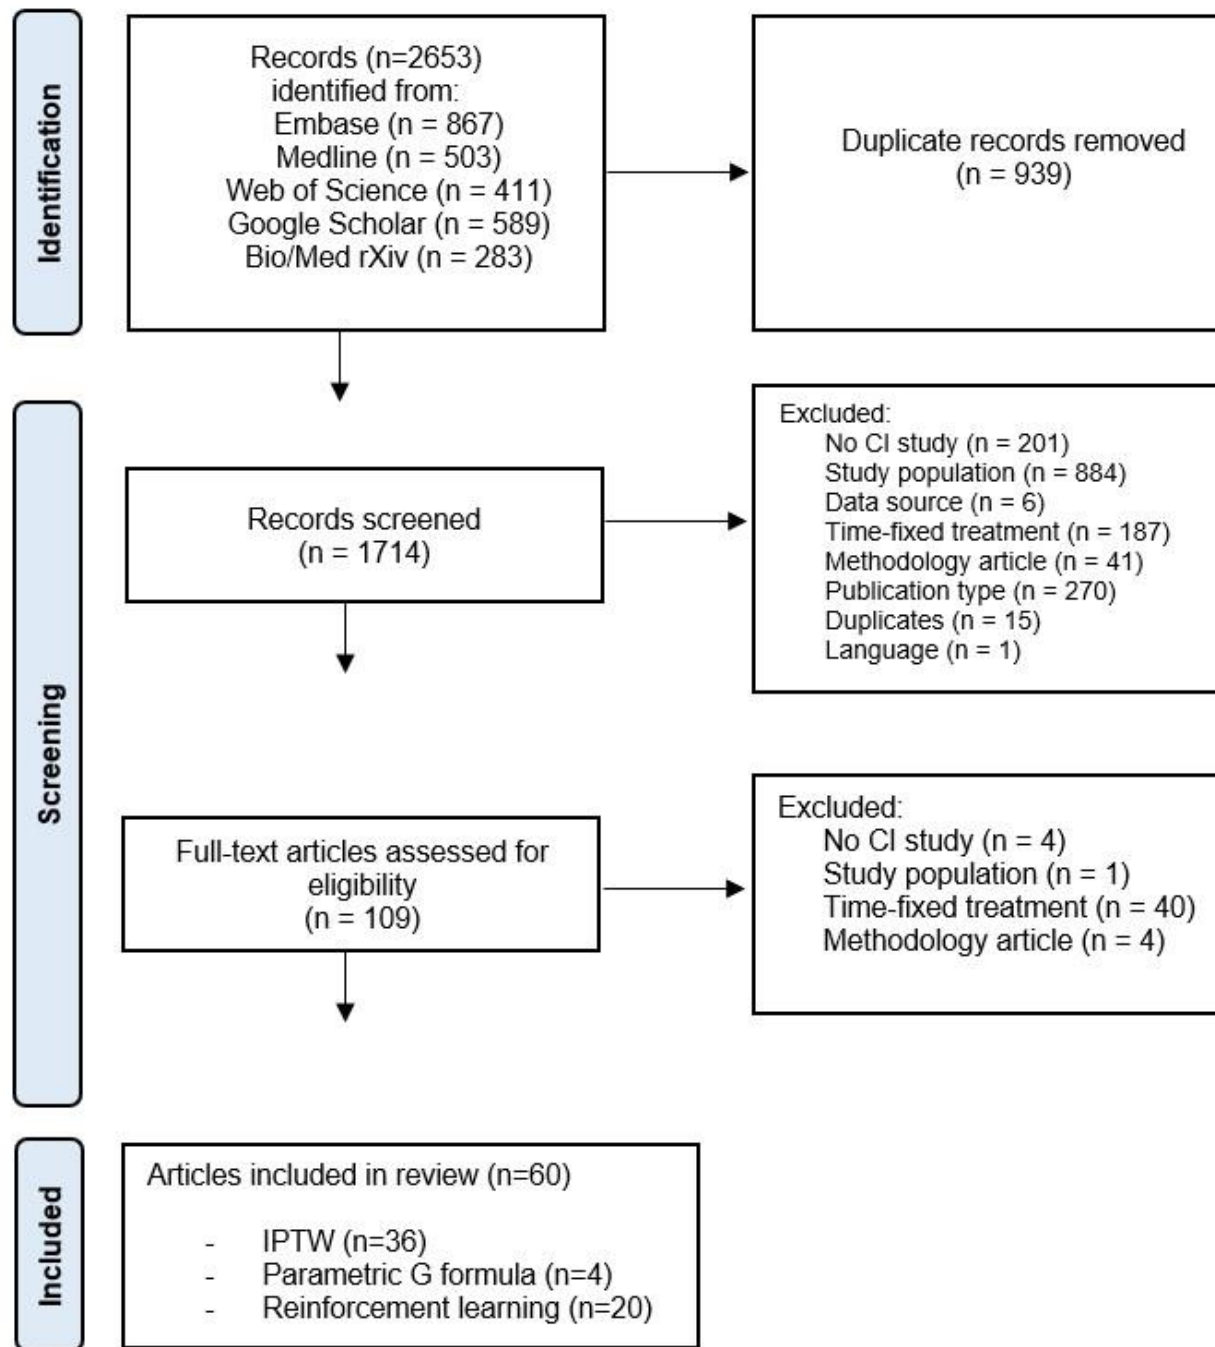 Identification
Records (n=2653)
identified from:
Embase (n = 867)
Medline (n = 503)
Web of Science (n = 411)
Google Scholar (n = 589)
Bio/Med rXiv (n = 283)
Duplicate records removed
(n = 939)
Screening
Records screened
(n = 1714)
Excluded:
No CI study (n = 201)
Study population (n = 884)
Data source (n = 6)
Time-fixed treatment (n = 187)
Methodology article (n = 41)
Publication type (n = 270)
Duplicates (n = 15)
Language (n = 1)
Full-text articles assessed for
eligibility
(n = 109)
Excluded:
No CI study (n = 4)
Study population (n = 1)
Time-fixed treatment (n = 40)
Methodology article (n = 4)
Included
Articles included in review (n=60)
- IPTW (n=36)
- Parametric G formula (n=4)
- Reinforcement learning (n=20)